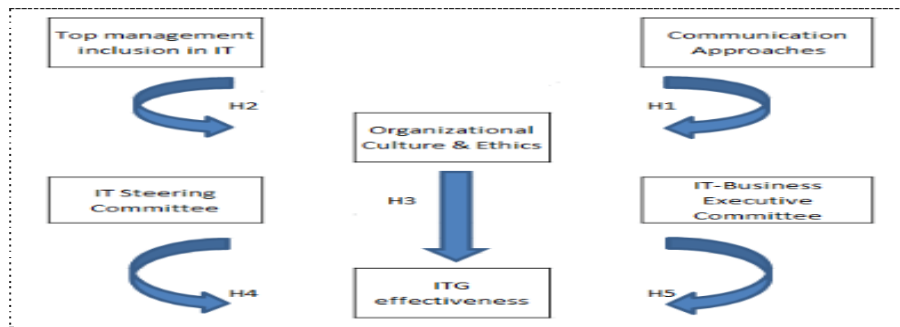 Top management
inclusion in IT
Communication
Approaches
H2
H1
Organizational
Culture & Ethics
IT Steering
Committee
H3
IT-Business
Executive
Committee
H4
ITG
effectiveness
H5